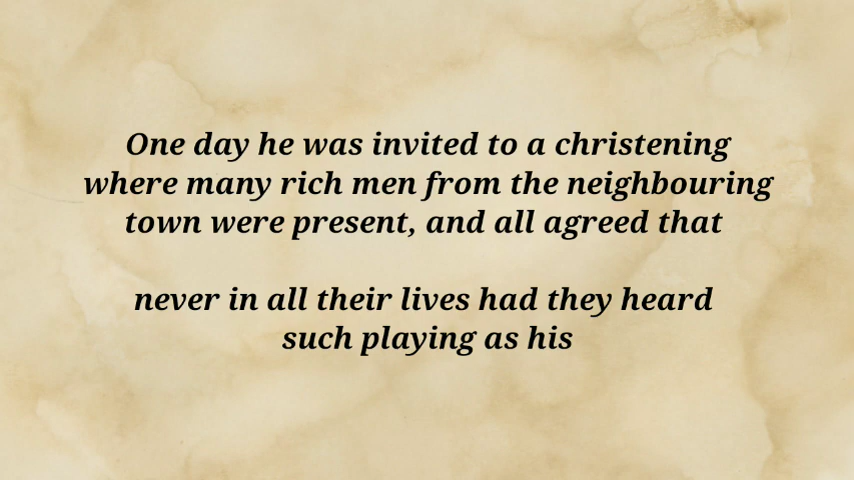 One day he was invited to a christening
where many rich men from the neighbouring
town were present, and all agreed that
never in all their lives had they heard
such playing as his